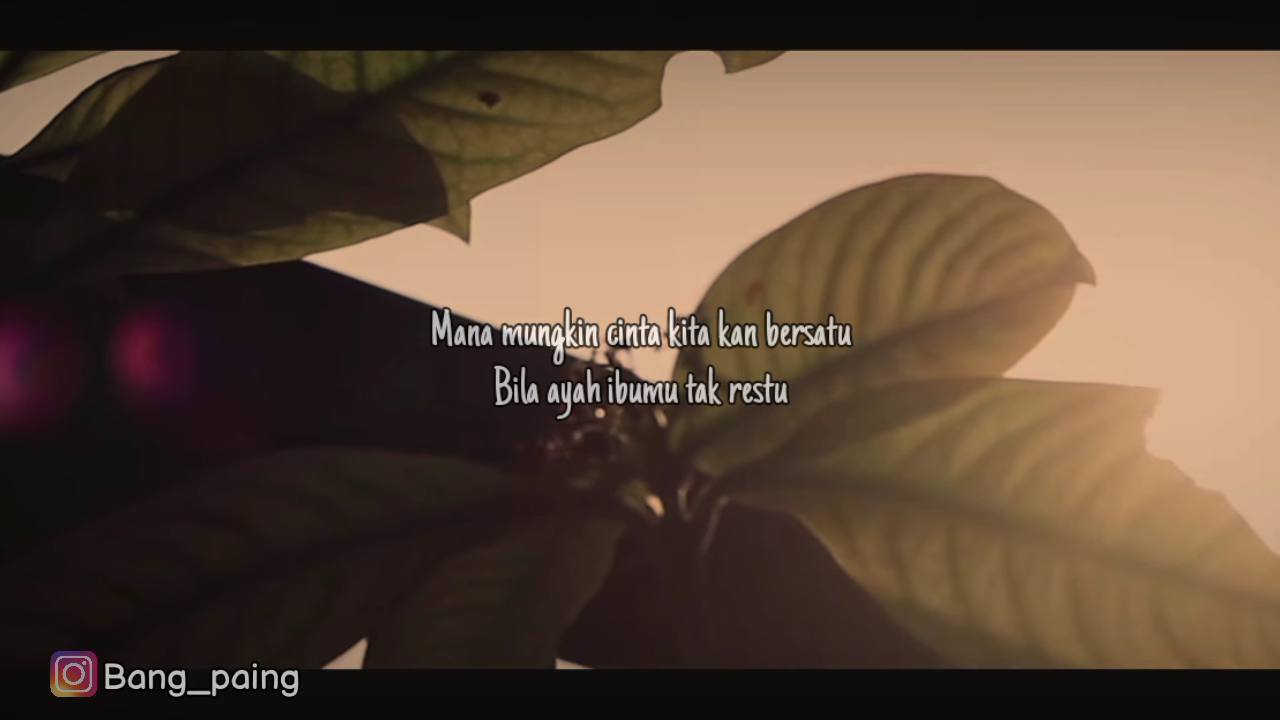 Mana mungkin cinta kita kan bersatu
Bila ayah ibumu tak restu
Bang_paing